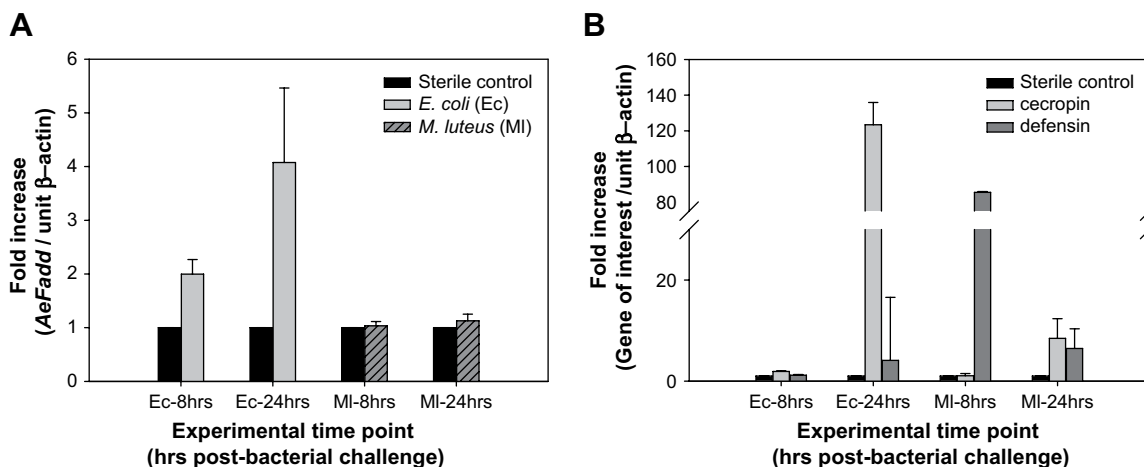 A
Fold increase
(AeFadd / unit β–actin)
6
5
4
3
2
1
0
Sterile control
E. coli (Ec)
M. luteus (Ml)
Ec-8hrs Ec-24hrs Ml-8hrs Ml-24hrs
Experimental time point
(hrs post-bacterial challenge)
B
Fold increase
(Gene of interest /unit β–actin)
160
140
120
100
80
20
0
Sterile control
cecropin
defensin
Ec-8hrs Ec-24hrs Ml-8hrs Ml-24hrs
Experimental time point
(hrs post-bacterial challenge)